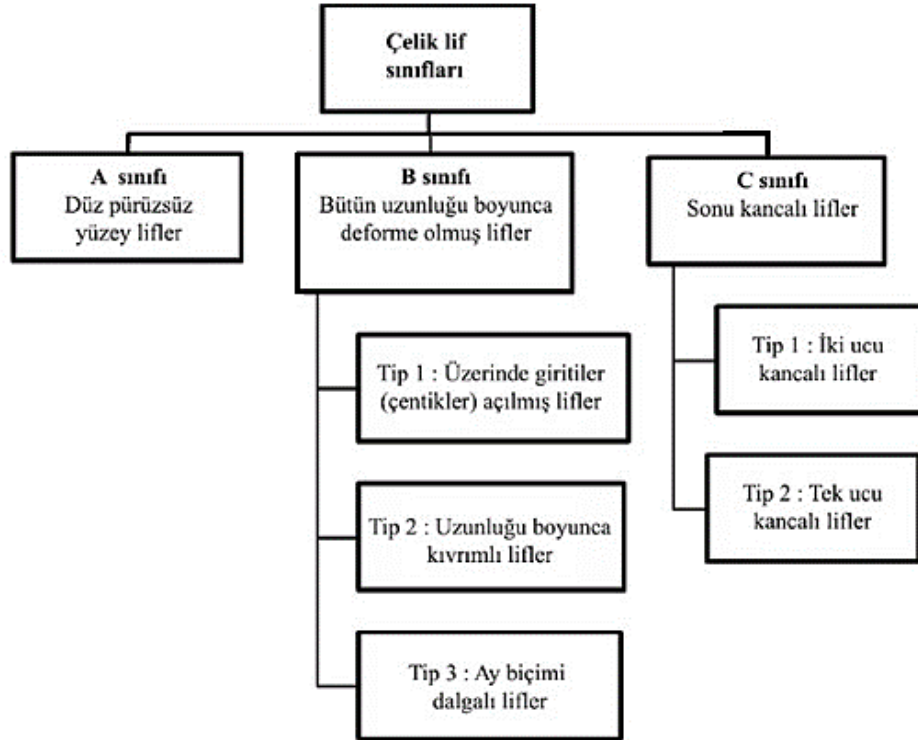 Çelik lif
sınıfları
A sınıfı
Düz pürüzsüz
yüzey lifler
B sınıfı
Bütün uzunluğu boyunca
deforme olmuş lifler
C sınıfı
Sonu kancalı lifler
Tip 1 : Üzerinde giritiler
(çentikler) açılmış lifler
Tip 2 : Uzunluğu boyunca
kıvrımlı lifler
Tip 3 : Ay biçimi
dalgalı lifler
Tip 1 : İki ucu
kancalı lifler
Tip 2 : Tek ucu
kancalı lifler